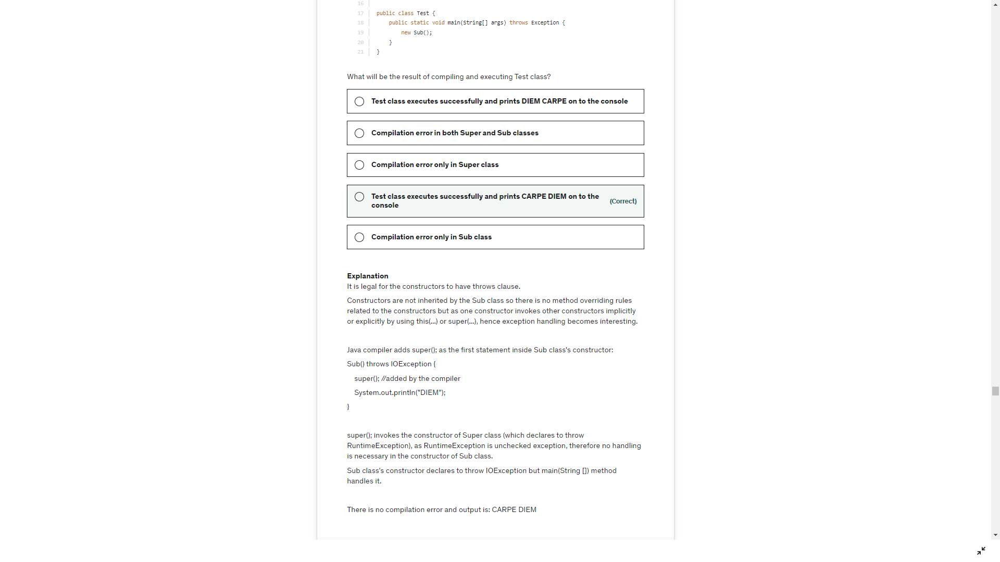 16
17 public class Test {
18 public static void main(String[] args) throws Exception {
19 new Sub();
20 }
21 }
What will be the result of compiling and executing Test class?
Test class executes successfully and prints DIEM CARPE on to the console
Compilation error in both Super and Sub classes
Compilation error only in Super class
Test class executes successfully and prints CARPE DIEM on to the
console
(Correct)
Compilation error only in Sub class
Explanation
It is legal for the constructors to have throws clause.
Constructors are not inherited by the Sub class so there is no method overriding rules
related to the constructors but as one constructor invokes other constructors implicitly
or explicitly by using this(...) or super(...), hence exception handling becomes interesting.
Java compiler adds super(); as the first statement inside Sub class's constructor:
Sub() throws IOException {
super(); //added by the compiler
System.out.println("DIEM");
}
super(); invokes the constructor of Super class (which declares to throw
RuntimeException), as RuntimeException is unchecked exception, therefore no handling
is necessary in the constructor of Sub class.
Sub class's constructor declares to throw IOException but main(String []) method
handles it.
There is no compilation error and output is: CARPE DIEM